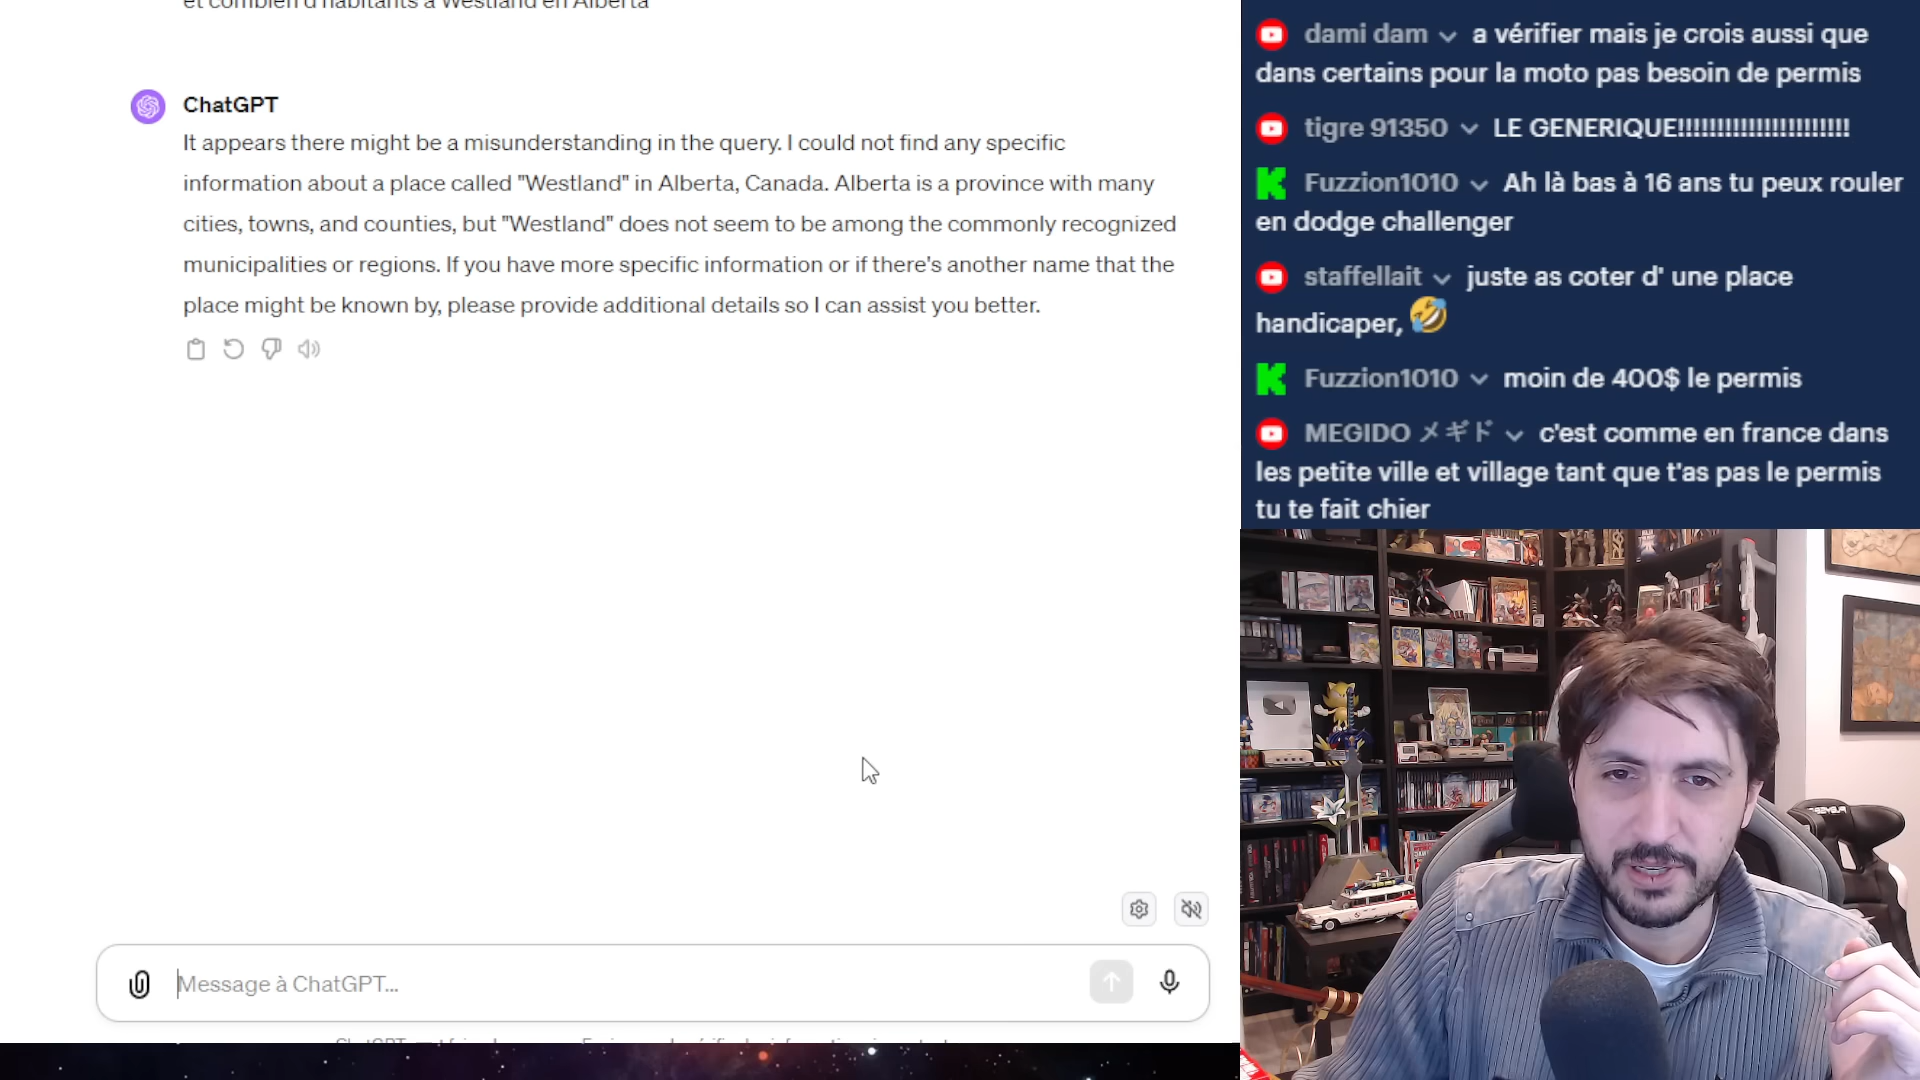 et combien d'habitants a Westland en Alberta
ChatGPT
It appears there might be a misunderstanding in the query. I could not find any specific
information about a place called "Westland" in Alberta, Canada. Alberta is a province with many
cities, towns, and counties, but "Westland" does not seem to be among the commonly recognized
municipalities or regions. If you have more specific information or if there's another name that the
place might be known by, please provide additional details so I can assist you better.
Message à ChatGPT...
dami dam a vérifier mais je crois aussi que
dans certains pour la moto pas besoin de permis
tigre 91350 LE GENERIQUE!!!!!!!!!!!!!!!!!!!!!!!
Fuzzion1010 Ah là bas à 16 ans tu peux rouler
en dodge challenger
staffellait juste as coter d' une place
handicaper, 🤣
Fuzzion1010 moin de 400$ le permis
MEGIDO メギド c'est comme en france dans
les petite ville et village tant que t'as pas le permis
tu te fait chier